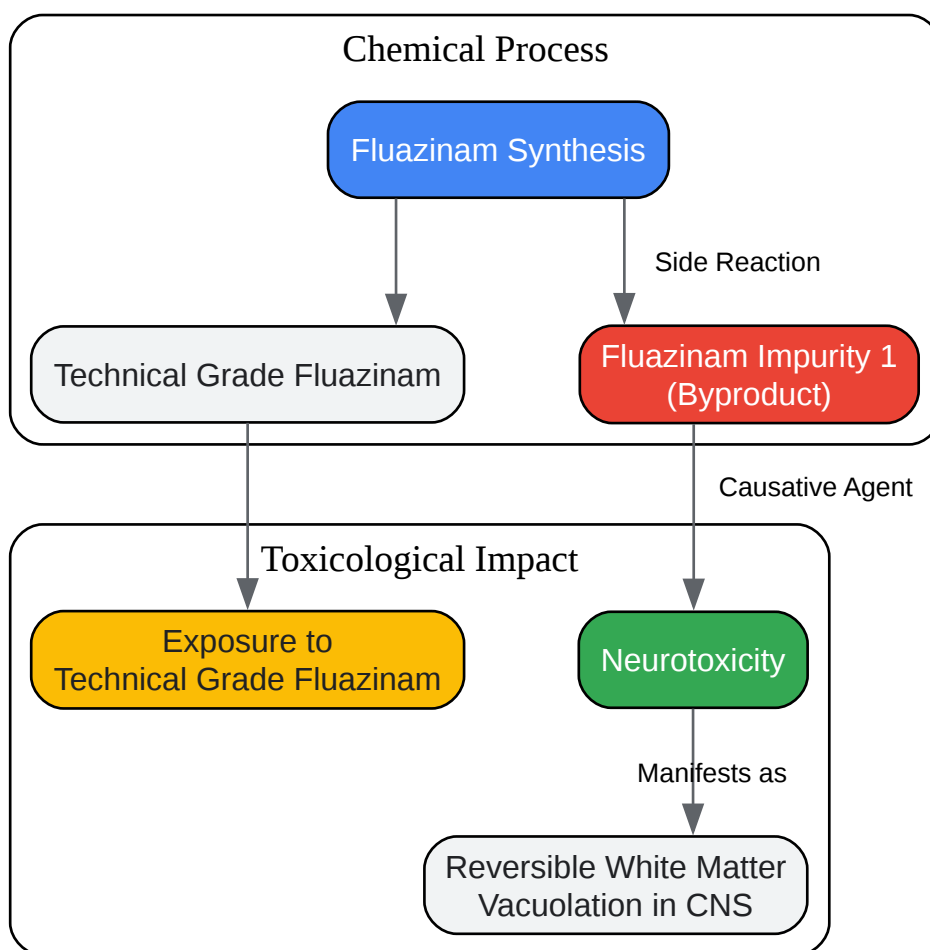 Chemical Process
Fluazinam Synthesis
Side Reaction
Technical Grade Fluazinam
Fluazinam Impurity 1
(Byproduct)
Causative Agent
Toxicological Impact
Exposure to
Technical Grade Fluazinam
Neurotoxicity
Manifests as
Reversible White Matter
Vacuolation in CNS